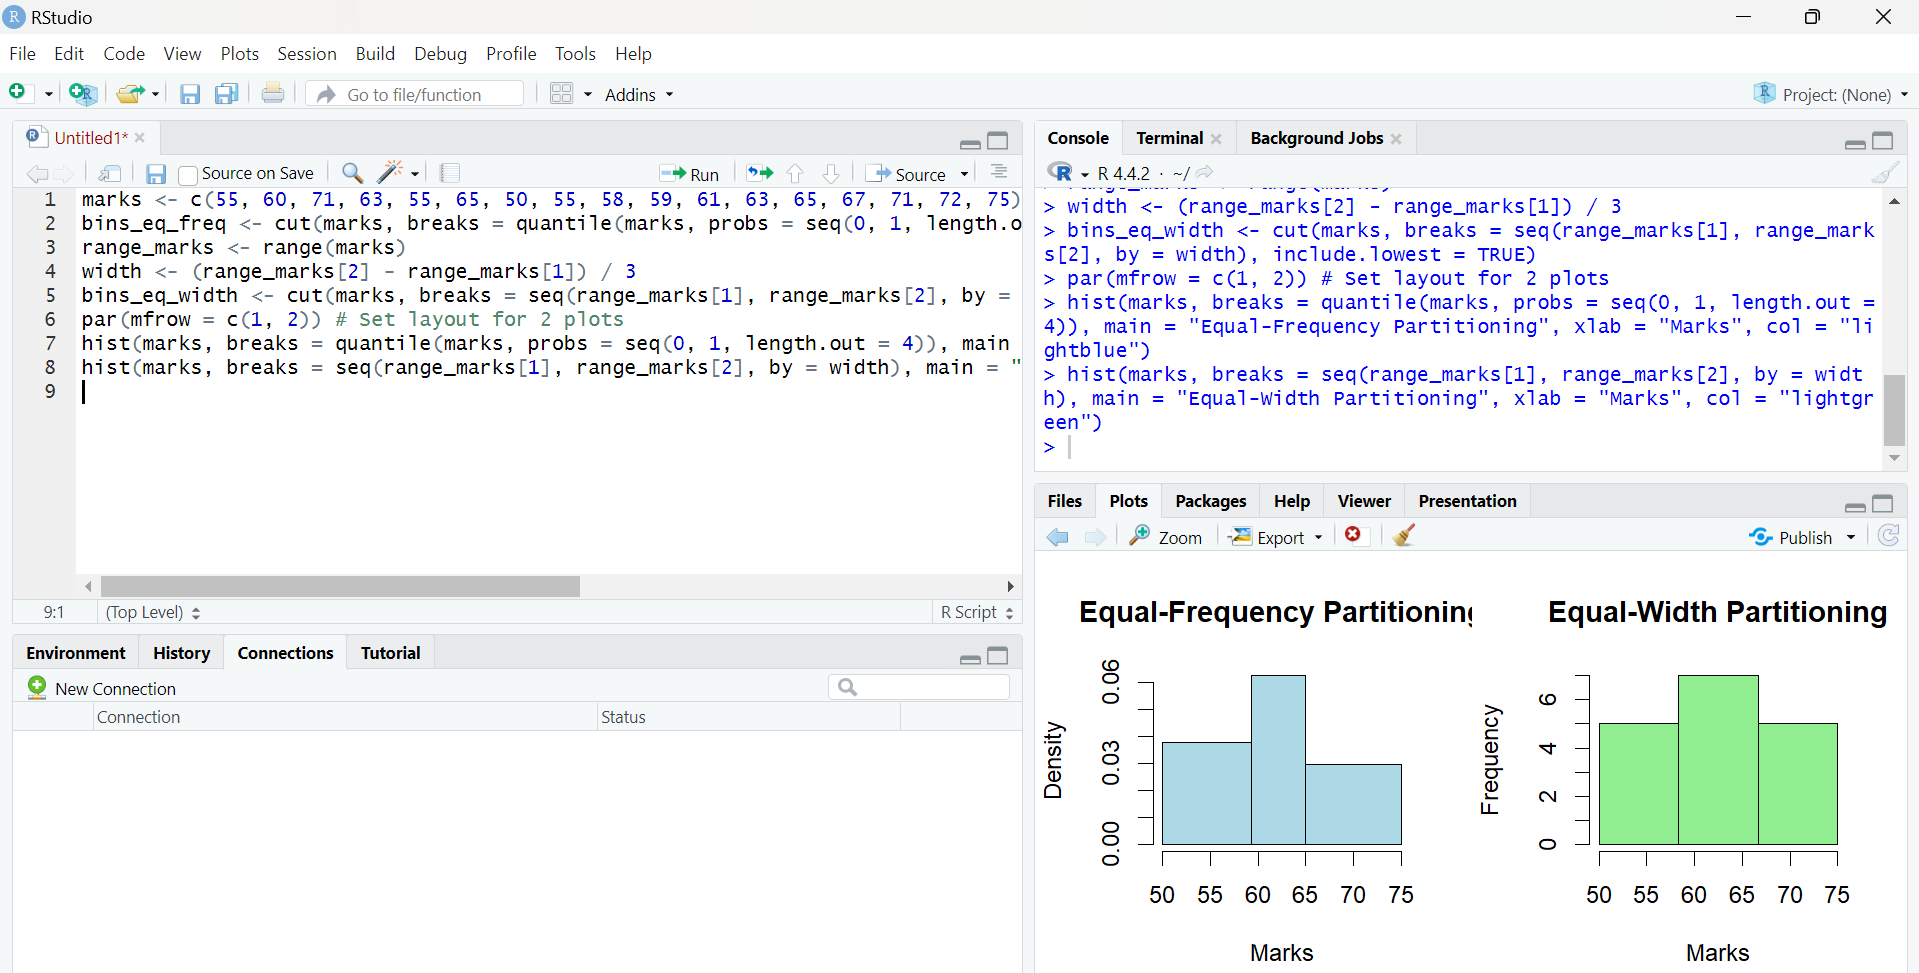 RStudio
File Edit Code View Plots Session Build Debug Profile Tools Help
Go to file/function Addins Project: (None)
Untitled1*
Source on Save Run Source
1 marks <- c(55, 60, 71, 63, 55, 65, 50, 55, 58, 59, 61, 63, 65, 67, 71, 72, 75)
2 bins_eq_freq <- cut(marks, breaks = quantile(marks, probs = seq(0, 1, length.o
3 range_marks <- range(marks)
4 width <- (range_marks[2] - range_marks[1]) / 3
5 bins_eq_width <- cut(marks, breaks = seq(range_marks[1], range_marks[2], by =
6 par(mfrow = c(1, 2)) # Set layout for 2 plots
7 hist(marks, breaks = quantile(marks, probs = seq(0, 1, length.out = 4)), main
8 hist(marks, breaks = seq(range_marks[1], range_marks[2], by = width), main = "
9
9:1 (Top Level) R Script
Environment History Connections Tutorial
New Connection
Connection Status
Console Terminal Background Jobs
R 4.4.2 · ~/
> width <- (range_marks[2] - range_marks[1]) / 3
> bins_eq_width <- cut(marks, breaks = seq(range_marks[1], range_mark
s[2], by = width), include.lowest = TRUE)
> par(mfrow = c(1, 2)) # Set layout for 2 plots
> hist(marks, breaks = quantile(marks, probs = seq(0, 1, length.out =
4)), main = "Equal-Frequency Partitioning", xlab = "Marks", col = "li
ghtblue")
> hist(marks, breaks = seq(range_marks[1], range_marks[2], by = widt
h), main = "Equal-Width Partitioning", xlab = "Marks", col = "lightgr
een")
>
Files Plots Packages Help Viewer Presentation
Zoom Export Publish
Equal-Frequency Partitioning
Density
0.06
0.03
0.00
50 55 60 65 70 75
Marks
Equal-Width Partitioning
Frequency
6
4
2
0
50 55 60 65 70 75
Marks